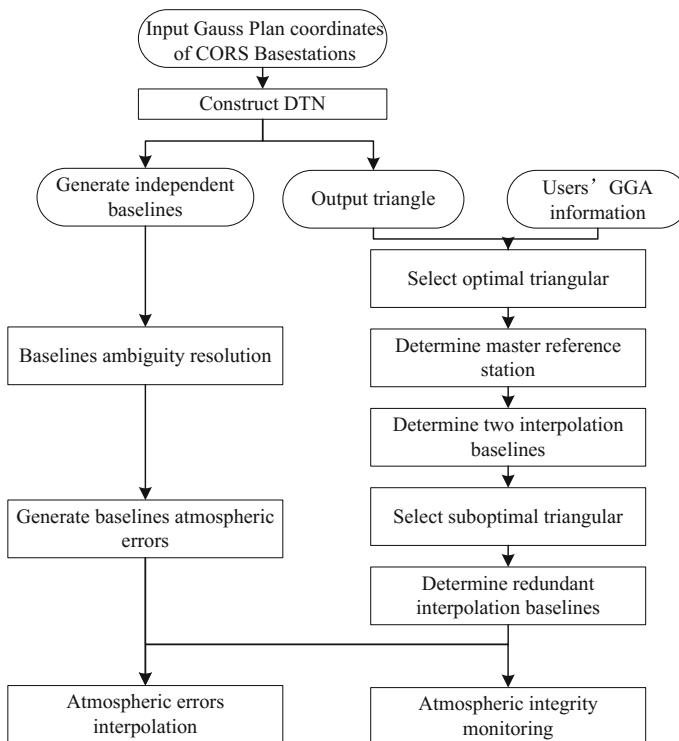 Input Gauss Plan coordinates
of CORS Basestations
Construct DTN
Generate independent
baselines
Output triangle
Users’ GGA
information
Select optimal triangular
Baselines ambiguity resolution
Determine master reference
station
Determine two interpolation
baselines
Generate baselines atmospheric
errors
Select suboptimal triangular
Determine redundant
interpolation baselines
Atmospheric errors
interpolation
Atmospheric integrity
monitoring